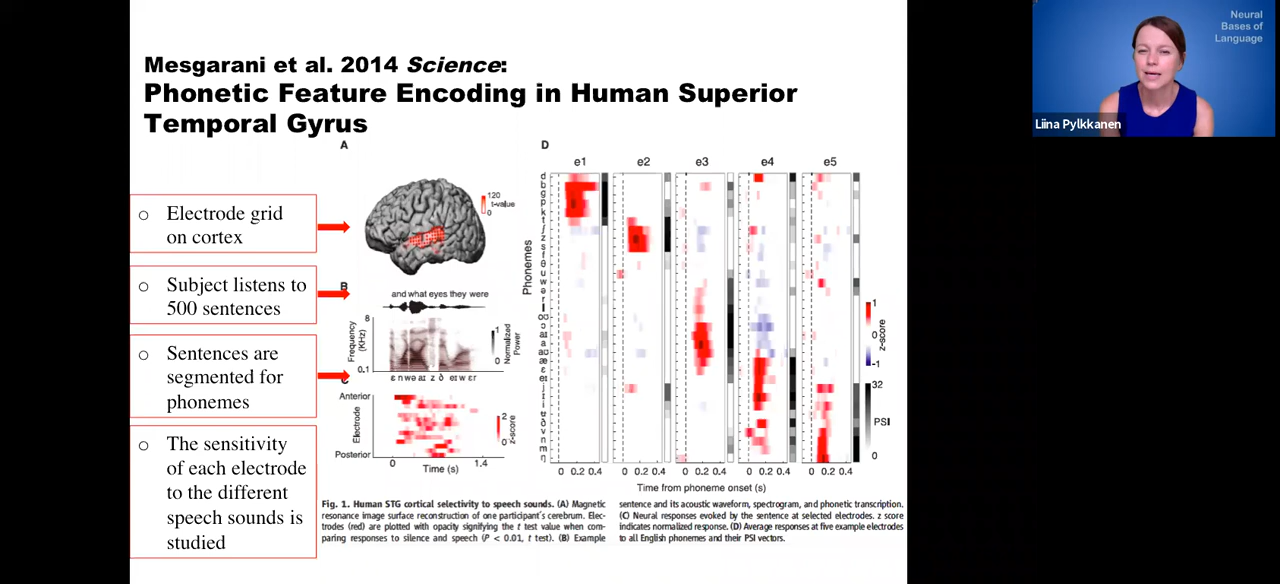 Mesgarani et al. 2014 Science:
Phonetic Feature Encoding in Human Superior
Temporal Gyrus
Neural
Bases of
Language
Liina Pylkkanen
○ Electrode grid
on cortex
○ Subject listens to
500 sentences
○ Sentences are
segmented for
phonemes
○ The sensitivity
of each electrode
to the different
speech sounds is
studied
A
120
t-value
0
B
and what eyes they were
8
Frequency
(KHz)
0.1
1
0
Normalized
Power
ɛ n w ə aɪ z ð eɪ w ɛr
C
Anterior
Electrode
Posterior
2
0
z-score
0 1.4
Time (s)
D
e1 e2 e3 e4 e5
Phonemes
d
b
g
p
k
t
ʃ
z
s
f
θ
u
w
ə
r
l
oʊ
ɔ
aɪ
a
aʊ
æ
ɛ
eɪ
j
ɪ
i
ʉ
ð
v
n
m
ŋ
0 0.2 0.4 0 0.2 0.4 0 0.2 0.4 0 0.2 0.4 0 0.2 0.4
Time from phoneme onset (s)
1
0
-1
z-score
32
PSI
0
Fig. 1. Human STG cortical selectivity to speech sounds. (A) Magnetic
resonance image surface reconstruction of one participant's cerebrum. Elec-
trodes (red) are plotted with opacity signifying the t test value when com-
paring responses to silence and speech (P < 0.01, t test). (B) Example
sentence and its acoustic waveform, spectrogram, and phonetic transcription.
(C) Neural responses evoked by the sentence at selected electrodes. z score
indicates normalized response. (D) Average responses at five example electrodes
to all English phonemes and their PSI vectors.